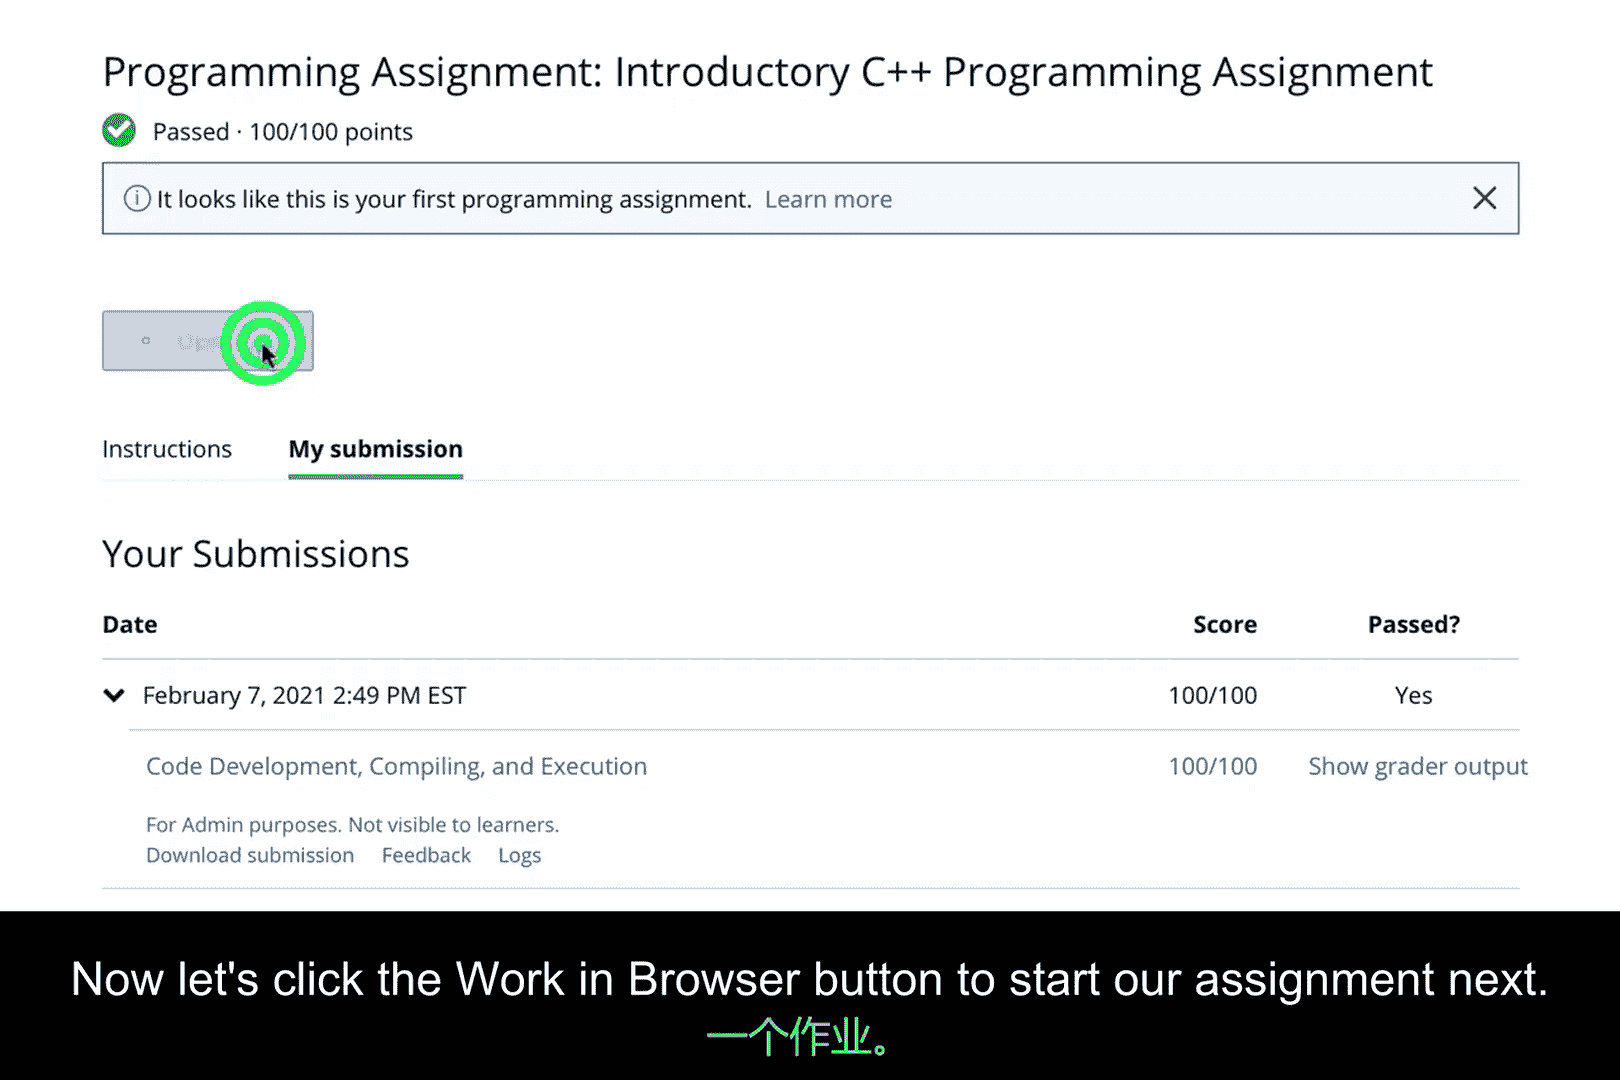 Programming Assignment: Introductory C++ Programming Assignment
Passed · 100/100 points
It looks like this is your first programming assignment. Learn more
Instructions My submission
Your Submissions
Date Score Passed?
February 7, 2021 2:49 PM EST 100/100 Yes
Code Development, Compiling, and Execution 100/100 Show grader output
For Admin purposes. Not visible to learners.
Download submission Feedback Logs
Now let's click the Work in Browser button to start our assignment next.
一个作业。